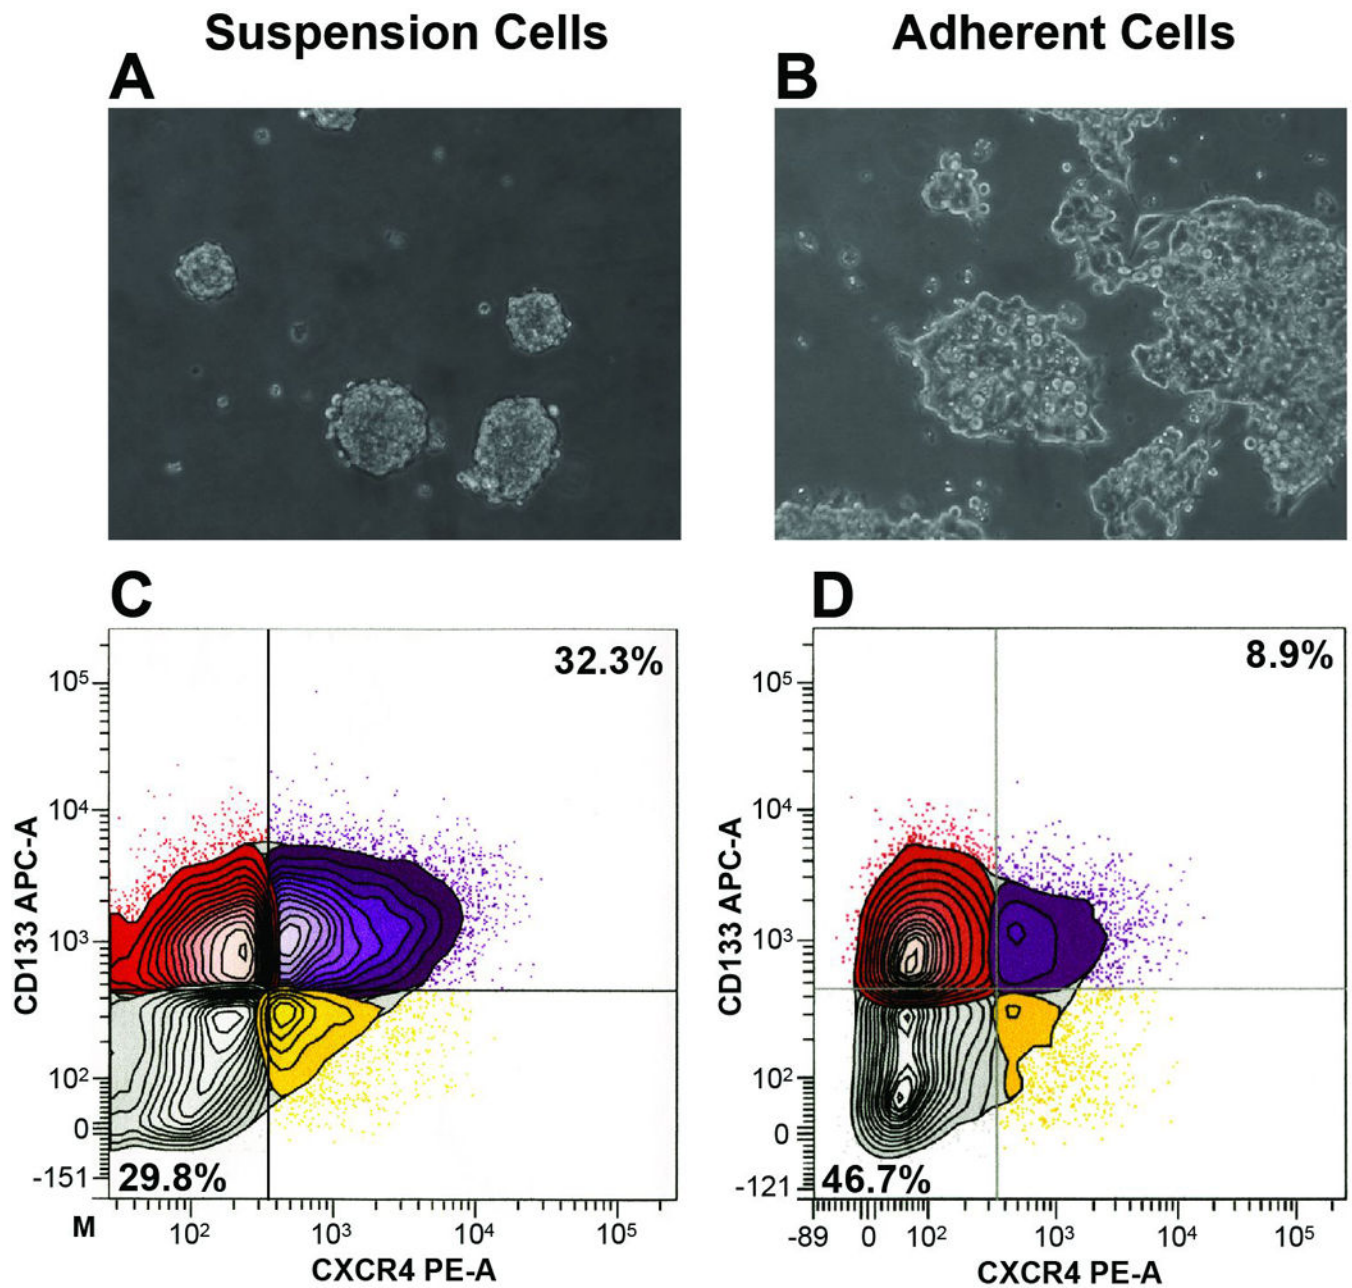 Suspension Cells
Adherent Cells
A
B
C
D
32.3%
29.8%
CD133 APC-A
10⁵
10⁴
10³
10²
0
-151
M
10²
10³
10⁴
10⁵
CXCR4 PE-A
8.9%
46.7%
CD133 APC-A
10⁵
10⁴
10³
10²
0
-121
-89
0
10²
10³
10⁴
10⁵
CXCR4 PE-A